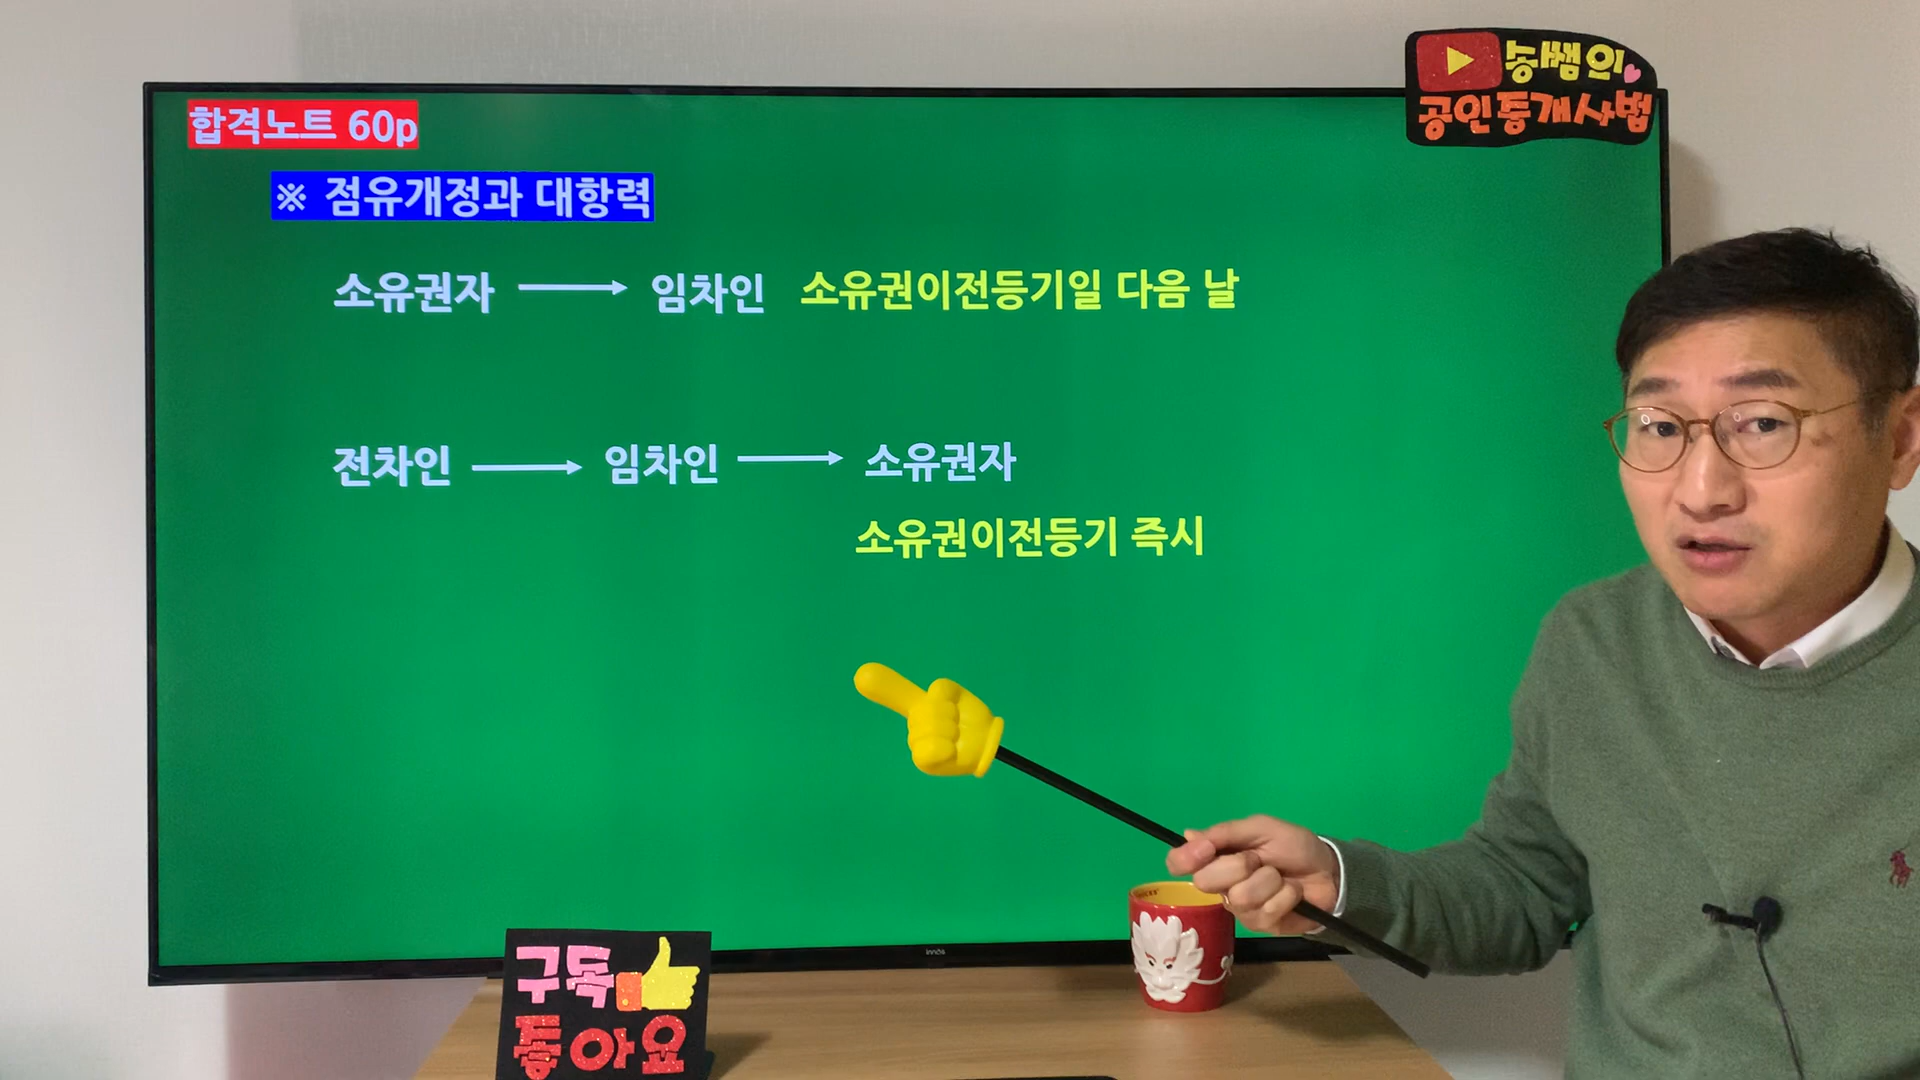 송쌤의
공인중개사법
합격노트 60p
※ 점유개정과 대항력
소유권자 → 임차인 소유권이전등기일 다음 날
전차인 → 임차인 → 소유권자
소유권이전등기 즉시
구독
좋아요